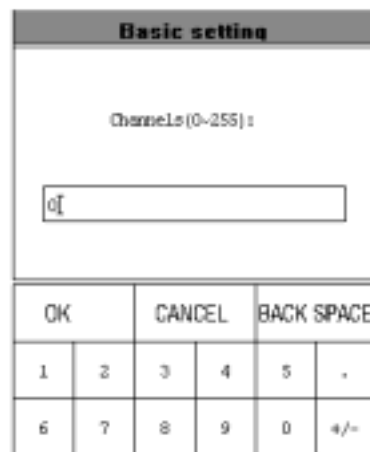 Basic setting
Channels(0~255):
0
OK CANCEL BACK SPACE
1 2 3 4 5 .
6 7 8 9 0 +/-